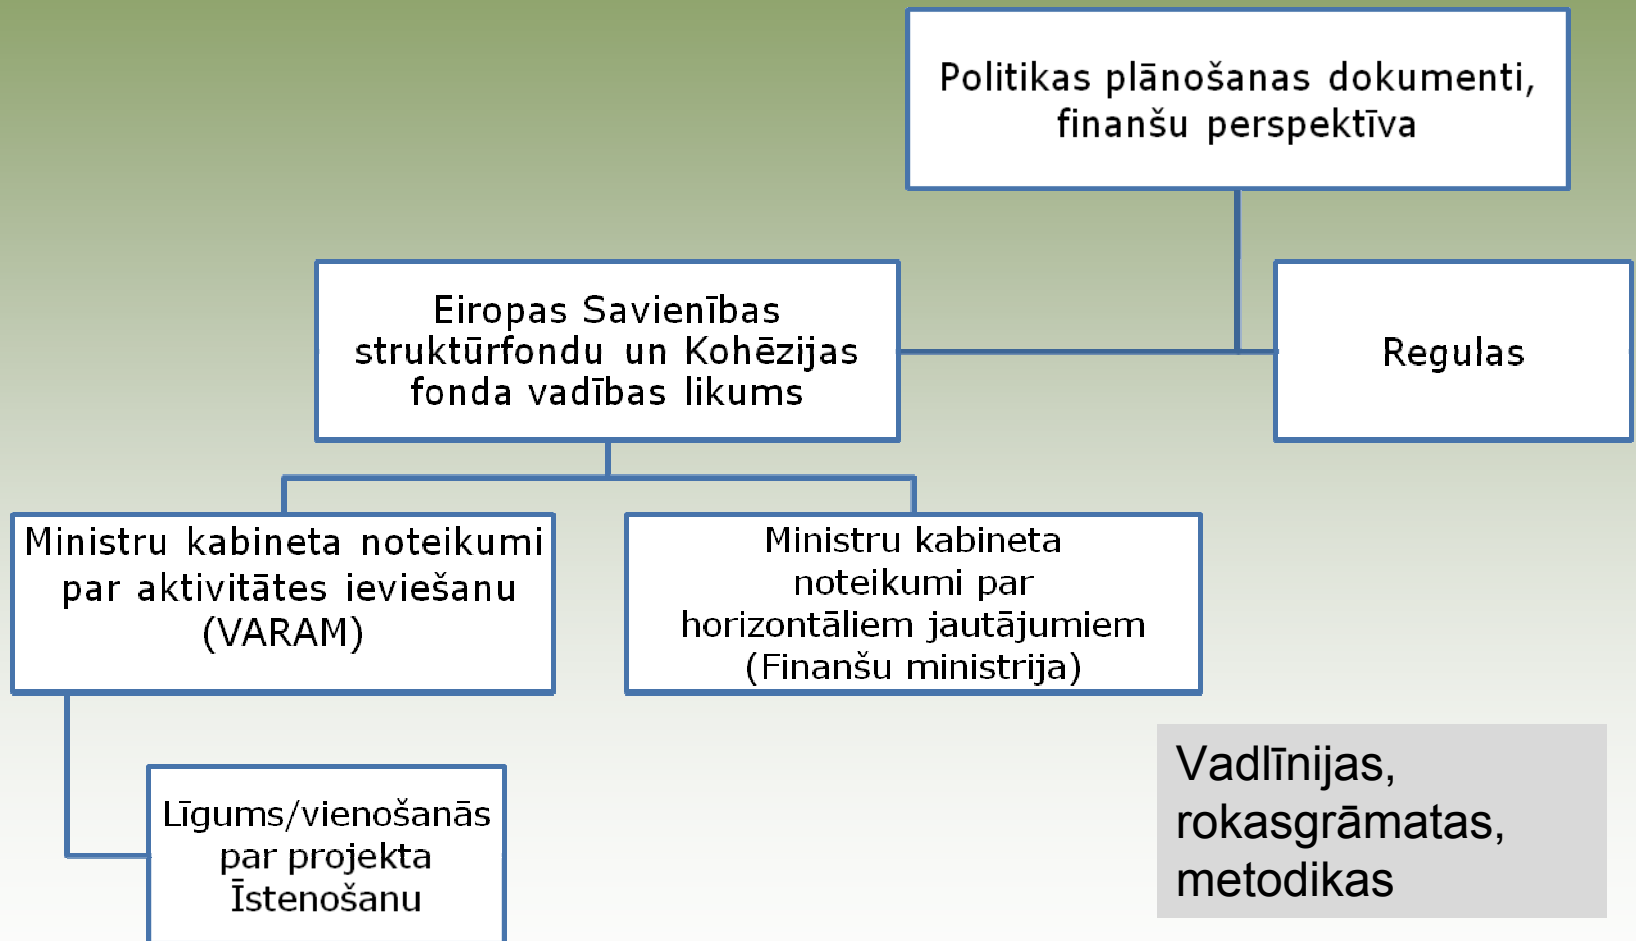 Politikas plānošanas dokumenti,
finanšu perspektīva
Eiropas Savienības
struktūrfondu un Kohēzijas
fonda vadības likums
Regulas
Ministru kabineta noteikumi
par aktivitātes ieviešanu
(VARAM)
Ministru kabineta
noteikumi par
horizontāliem jautājumiem
(Finanšu ministrija)
Līgums/vienošanās
par projekta
Īstenošanu
Vadlīnijas,
rokasgrāmatas,
metodikas